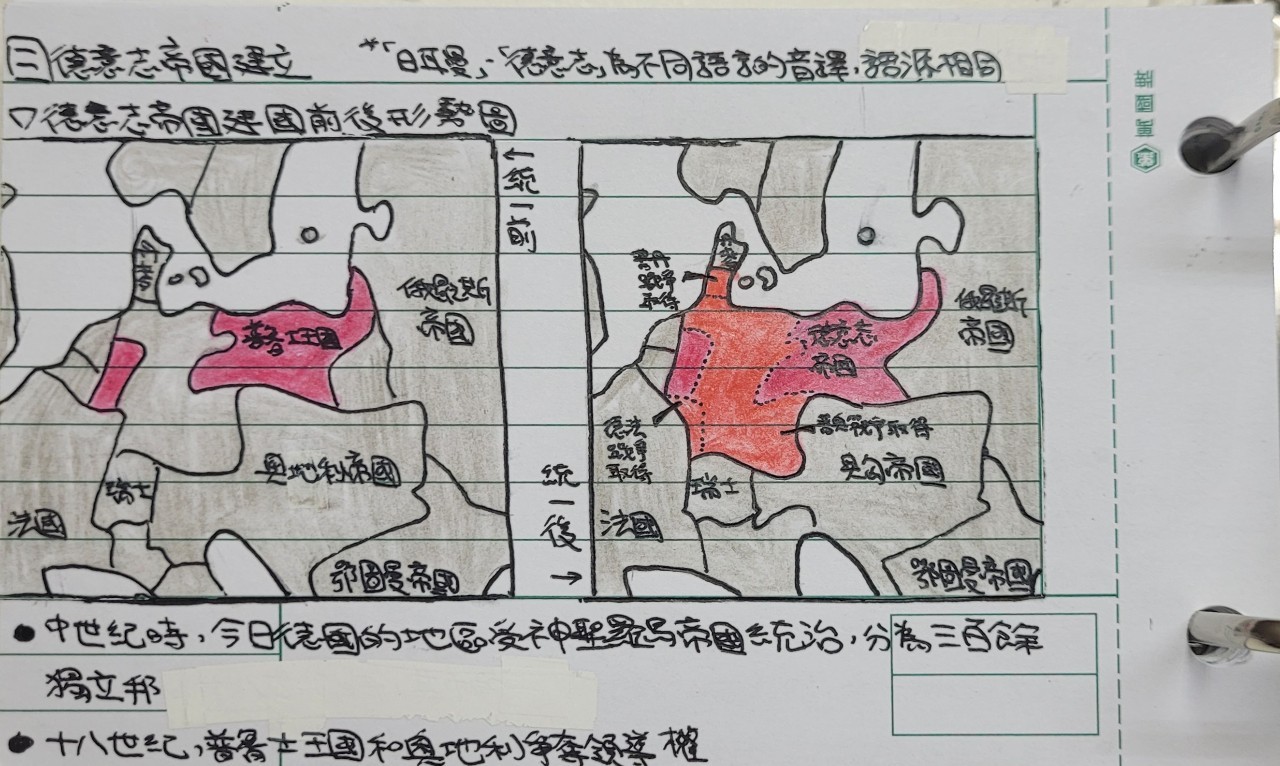 三 德意志帝國建立 *「日耳曼」、「德意志」為不同語言的音譯，語源相同
▽德意志帝國建國前後形勢圖
↑統一前
丹麥
普魯士王國
俄羅斯帝國
奧地利帝國
瑞士
法國
鄂圖曼帝國
統一後→
丹麥
普丹戰爭取得
德意志帝國
俄羅斯帝國
德法戰爭取得
普奧戰爭取得
奧匈帝國
瑞士
法國
鄂圖曼帝國
●中世紀時，今日德國的地區受神聖羅馬帝國統治，分為三百餘
獨立邦
●十八世紀，普魯士王國和奧地利爭奪領導權